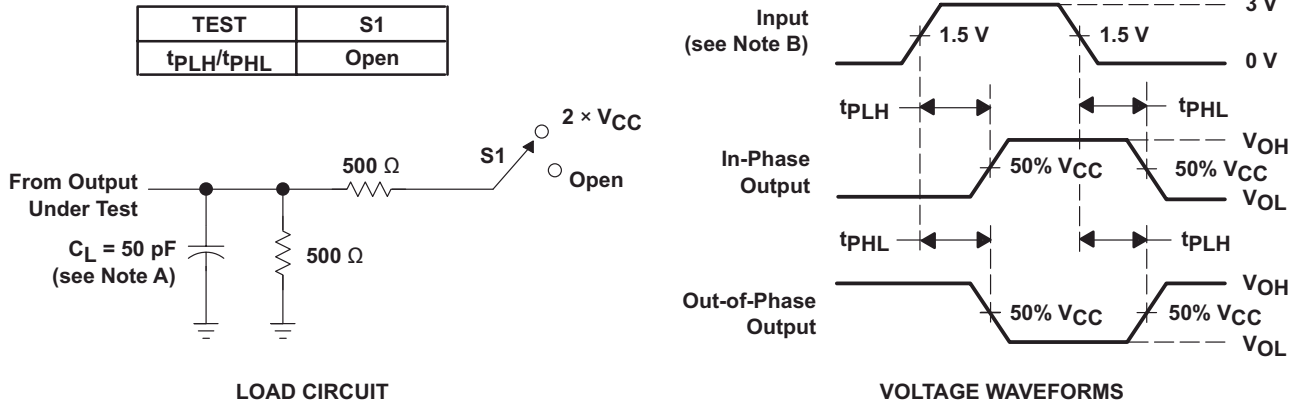 TEST S1
tPLH/tPHL Open
2 × VCC
S1
500 Ω
Open
From Output
Under Test
CL = 50 pF
(see Note A)
500 Ω
LOAD CIRCUIT
Input
(see Note B)
3 V
1.5 V 1.5 V
0 V
tPLH tPHL
In-Phase
Output
VOH
50% VCC 50% VCC
VOL
tPHL tPLH
Out-of-Phase
Output
VOH
50% VCC 50% VCC
VOL
VOLTAGE WAVEFORMS